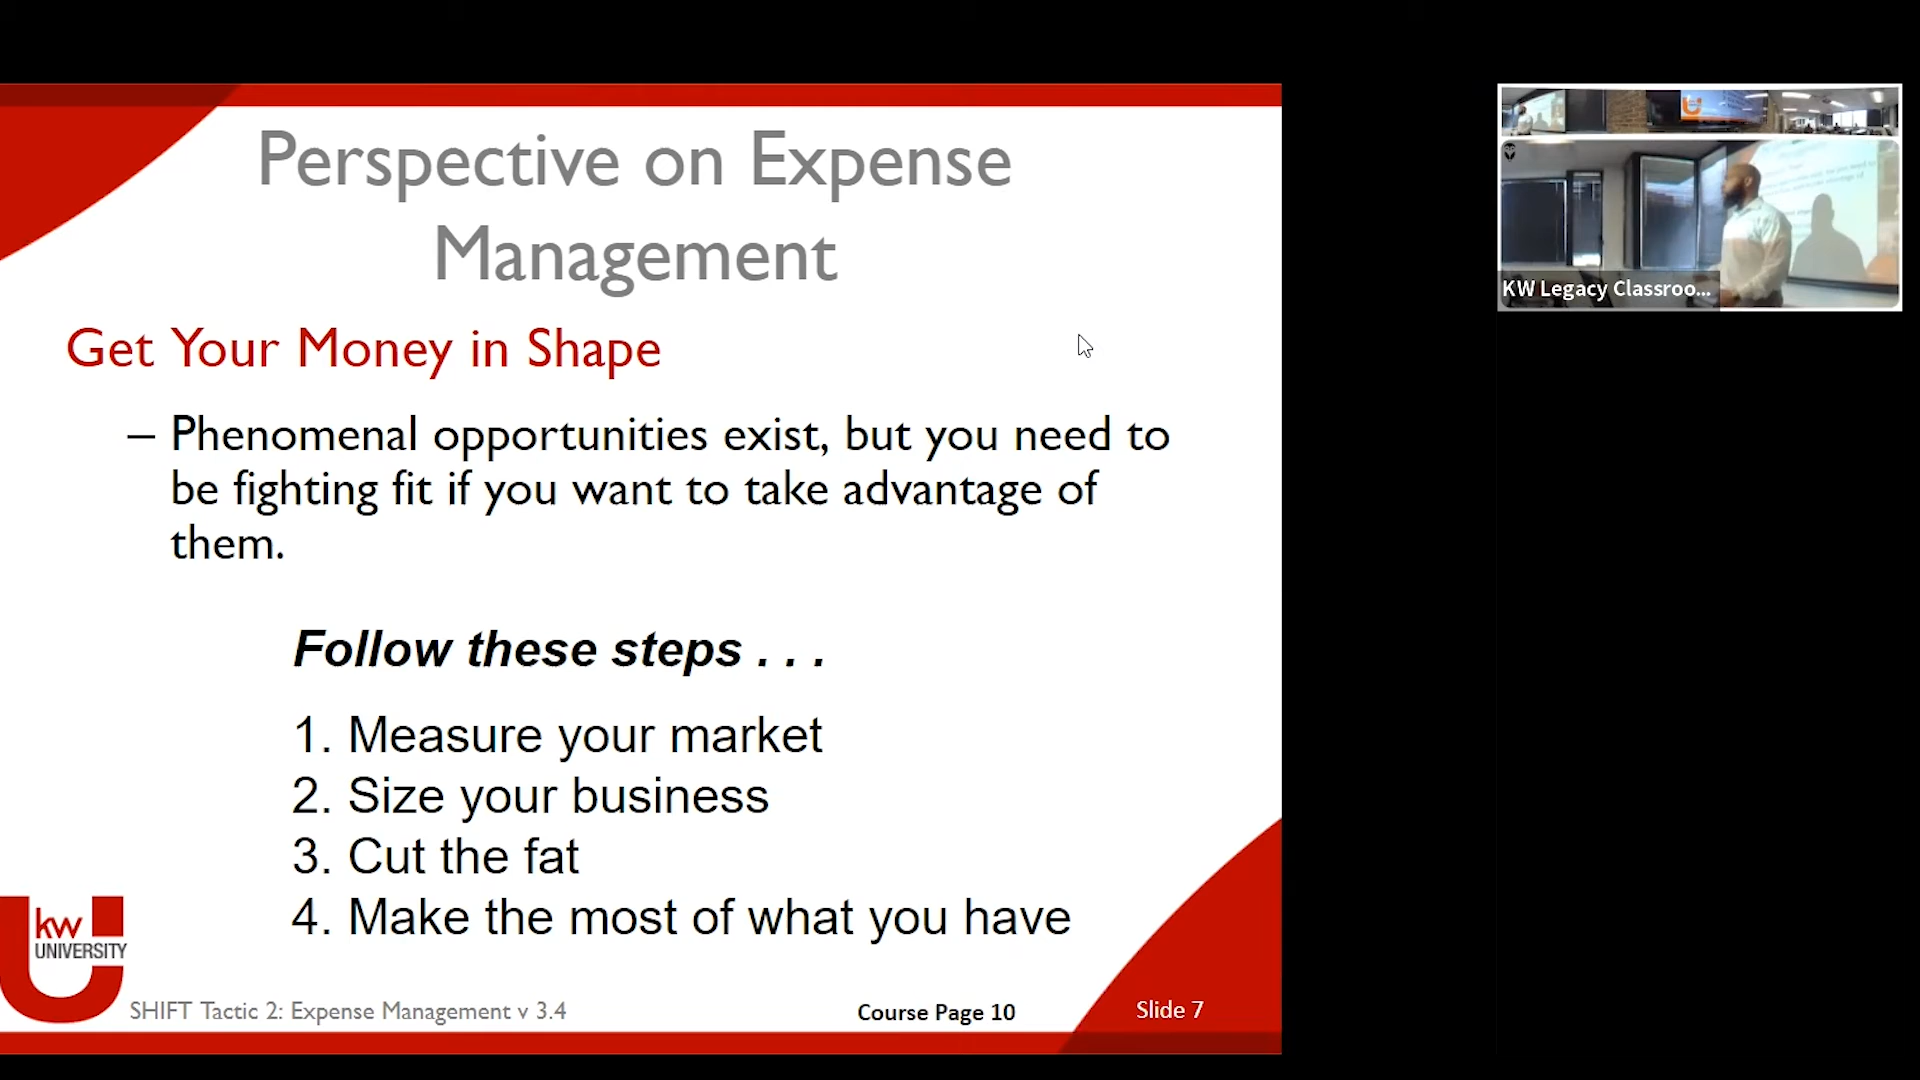 Perspective on Expense
Management
Get Your Money in Shape
– Phenomenal opportunities exist, but you need to
be fighting fit if you want to take advantage of
them.
Follow these steps . . .
1. Measure your market
2. Size your business
3. Cut the fat
4. Make the most of what you have
kw
UNIVERSITY
SHIFT Tactic 2: Expense Management v 3.4
Course Page 10
Slide 7
KW Legacy Classroo...